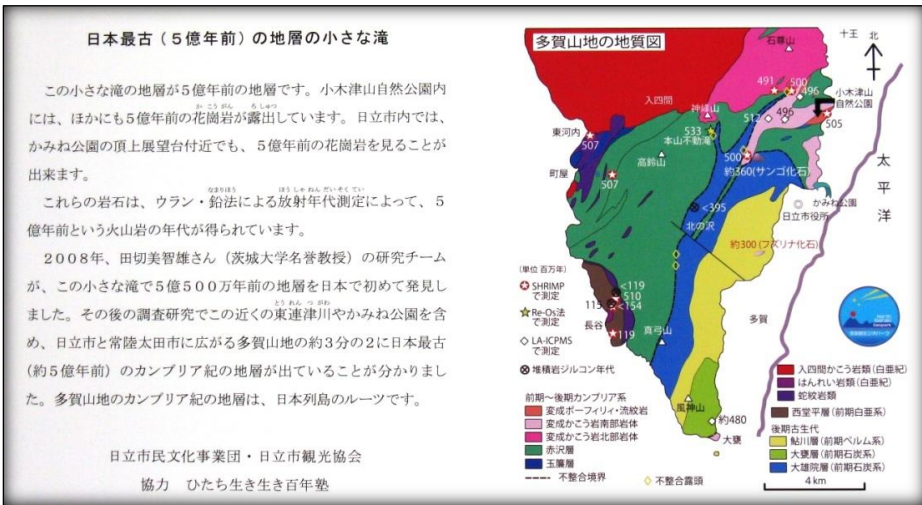 日本最古(5億年前)の地層の小さな滝
この小さな滝の地層が5億年前の地層です。小木津山自然公園内
には、ほかにも5億年前の花崗岩が露出しています。日立市内では、
かみね公園の頂上展望台付近でも、5億年前の花崗岩を見ることが
出来ます。
これらの岩石は、ウラン・鉛法による放射年代測定によって、5
億年前という火山岩の年代が得られています。
2008年、田切美智雄さん(茨城大学名誉教授)の研究チーム
が、この小さな滝で5億500万年前の地層を日本で初めて発見し
ました。その後の調査研究でこの近くの東連津川やかみね公園を含
め、日立市と常陸太田市に広がる多賀山地の約3分の2に日本最古
(約5億年前)のカンブリア紀の地層が出ていることが分かりまし
た。多賀山地のカンブリア紀の地層は、日本列島のルーツです。
日立市民文化事業団・日立市観光協会
協力 ひたち生き生き百年塾
多賀山地の地質図
石尊山
十王 北
491 500
496
小木津山
自然公園
505
入四間
神峰山
512 496
東河内
507
533
本山不動滝
500
高鈴山
町屋
507
約360(サンゴ化石)
太平洋
かみね公園
日立市役所
<395
北の沢
約300(フズリナ化石)
(単位 百万年)
SHRIMP
で測定
Re-Os法
で測定
LA-ICPMS
で測定
堆積岩ジルコン年代
<119
510
115 <154
長谷
119
真弓山
多賀
風神山
約480
大甕
前期~後期カンブリア系
変成ポーフィリィ・流紋岩
変成かこう岩南部岩体
変成かこう岩北部岩体
赤沢層
玉簾層
不整合境界
不整合露頭
入四間かこう岩類(白亜紀)
はんれい岩類(白亜紀)
蛇紋岩類
西堂平層(前期白亜系)
後期古生代
鮎川層(前期ペルム系)
大甕層(前期石炭系)
大雄院層(前期石炭系)
4 km